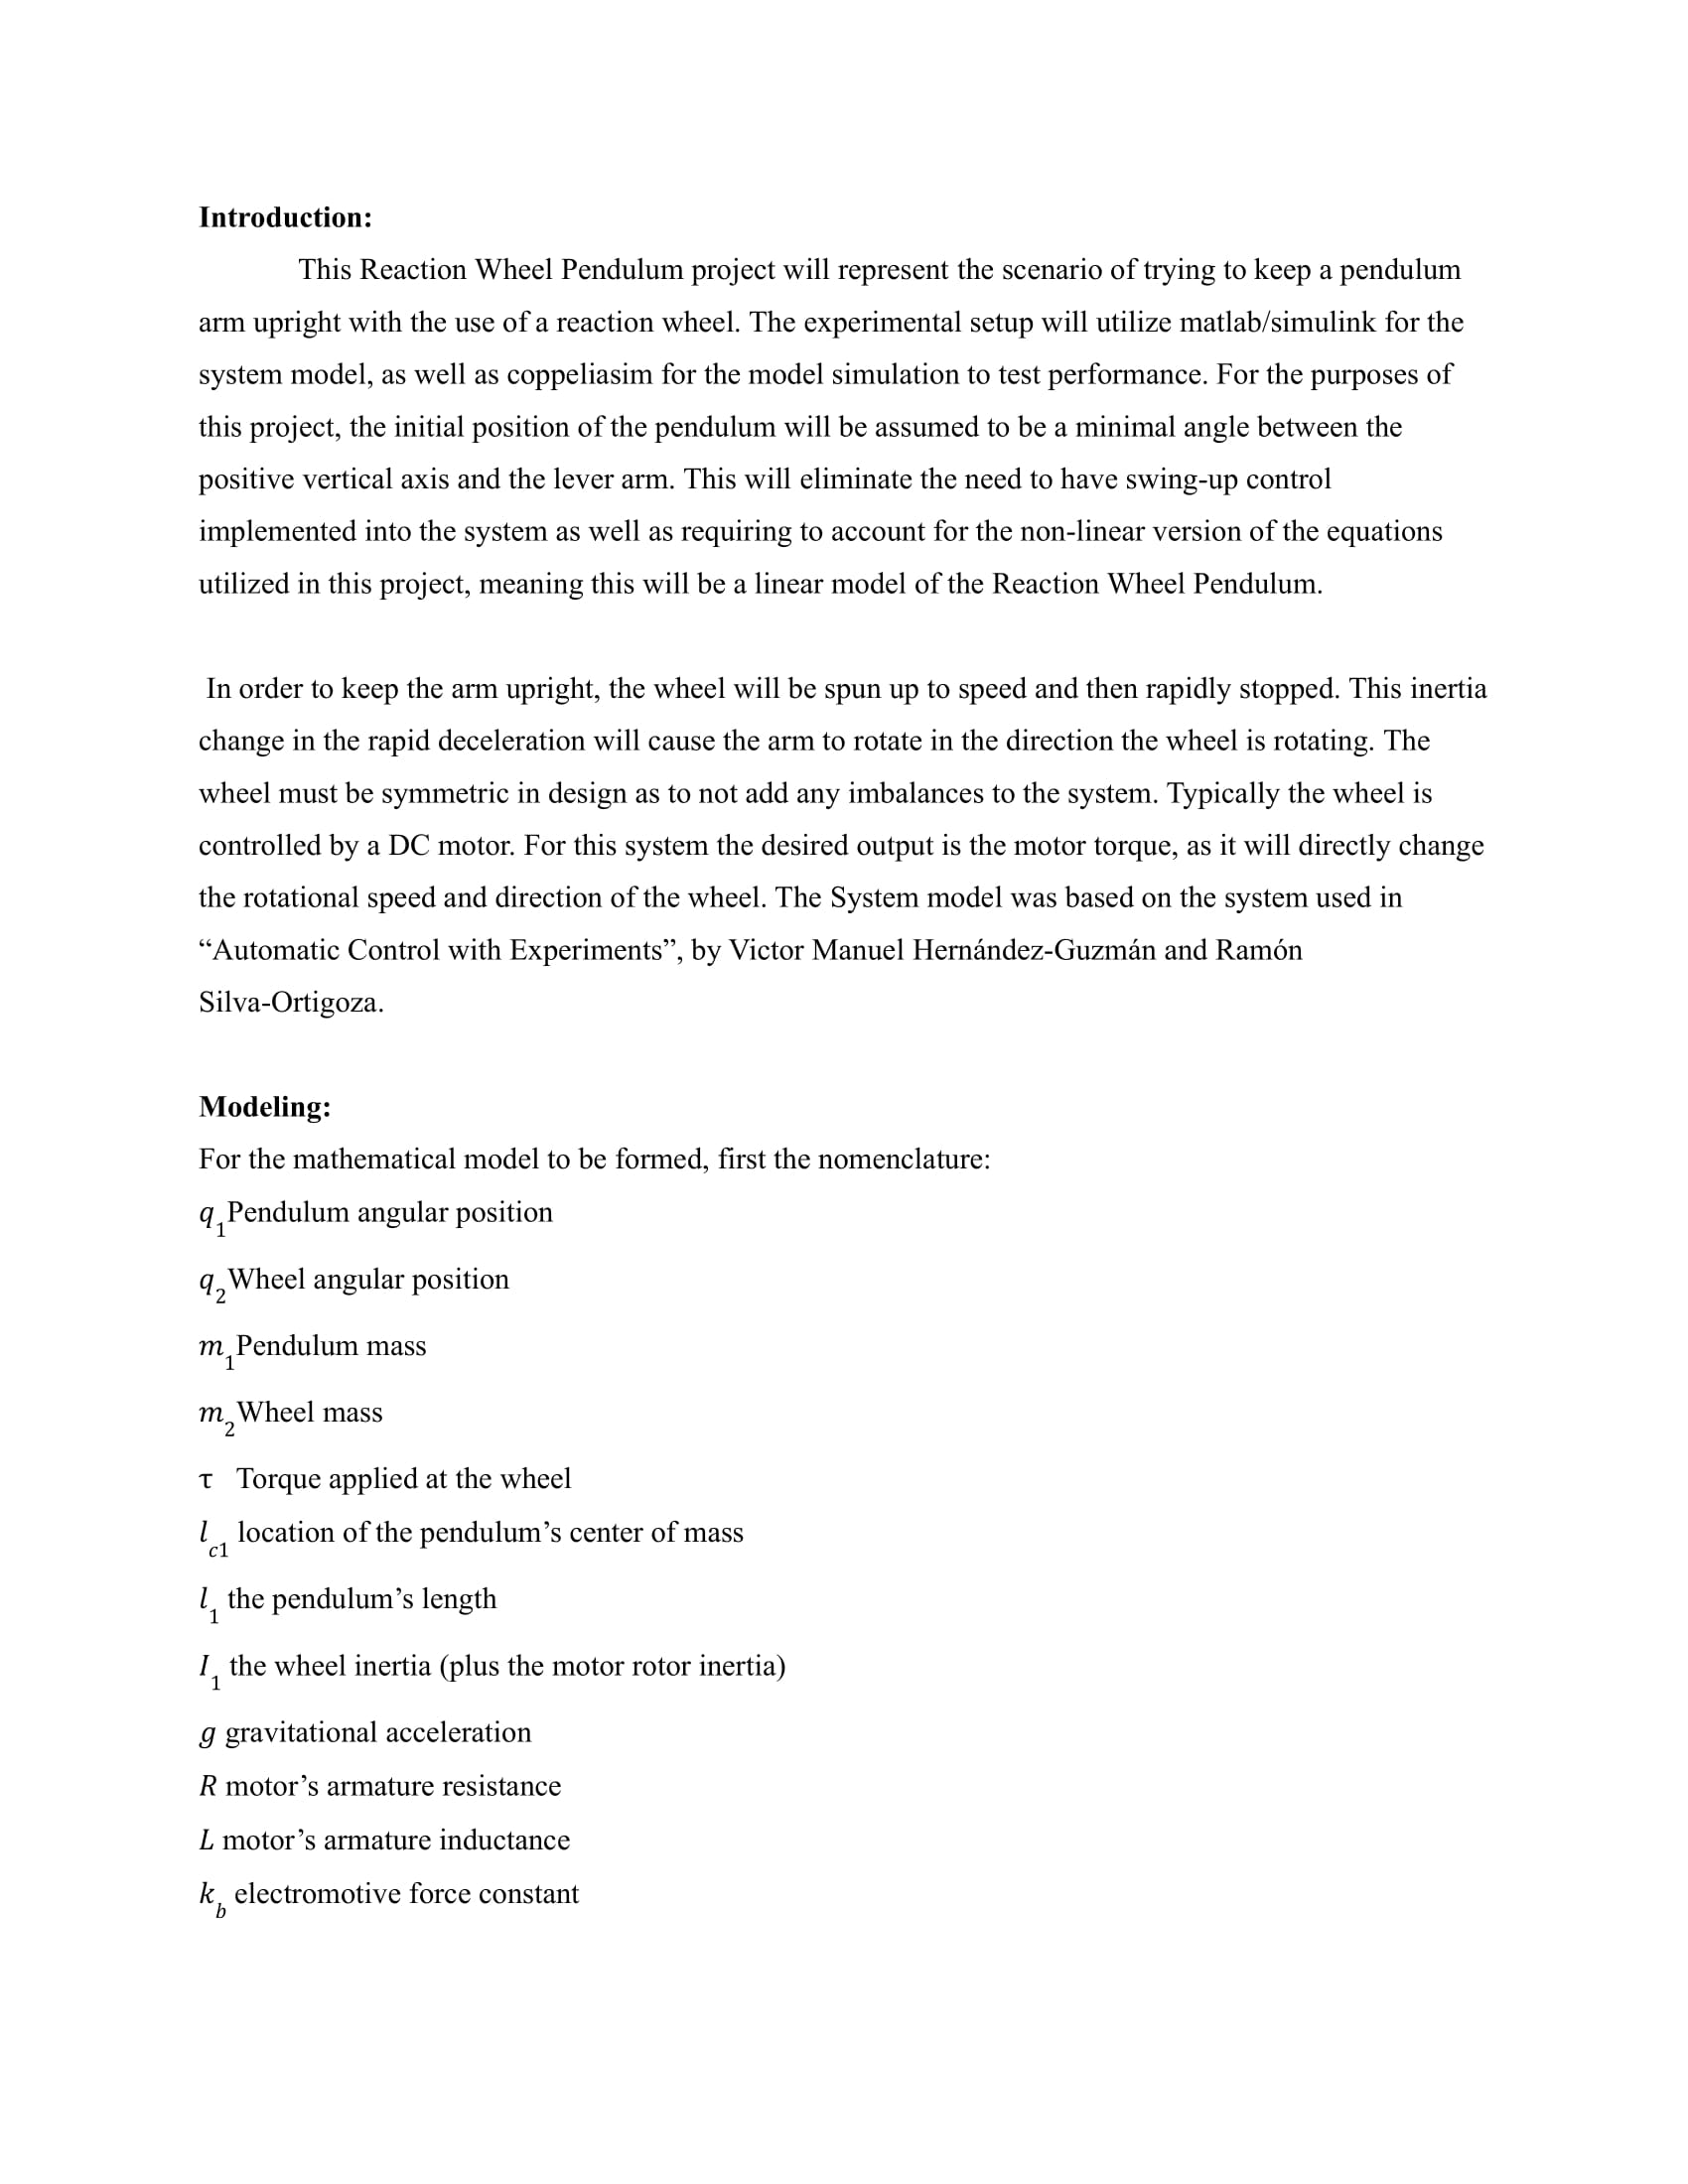 Introduction:
This Reaction Wheel Pendulum project will represent the scenario of trying to keep a pendulum
arm upright with the use of a reaction wheel. The experimental setup will utilize matlab/simulink for the
system model, as well as coppeliasim for the model simulation to test performance. For the purposes of
this project, the initial position of the pendulum will be assumed to be a minimal angle between the
positive vertical axis and the lever arm. This will eliminate the need to have swing-up control
implemented into the system as well as requiring to account for the non-linear version of the equations
utilized in this project, meaning this will be a linear model of the Reaction Wheel Pendulum.
In order to keep the arm upright, the wheel will be spun up to speed and then rapidly stopped. This inertia
change in the rapid deceleration will cause the arm to rotate in the direction the wheel is rotating. The
wheel must be symmetric in design as to not add any imbalances to the system. Typically the wheel is
controlled by a DC motor. For this system the desired output is the motor torque, as it will directly change
the rotational speed and direction of the wheel. The System model was based on the system used in
“Automatic Control with Experiments”, by Victor Manuel Hernández-Guzmán and Ramón
Silva-Ortigoza.
Modeling:
For the mathematical model to be formed, first the nomenclature:
q₁Pendulum angular position
q₂Wheel angular position
m₁Pendulum mass
m₂Wheel mass
τ Torque applied at the wheel
l_c1 location of the pendulum’s center of mass
l₁ the pendulum’s length
I₁ the wheel inertia (plus the motor rotor inertia)
g gravitational acceleration
R motor’s armature resistance
L motor’s armature inductance
k_b electromotive force constant